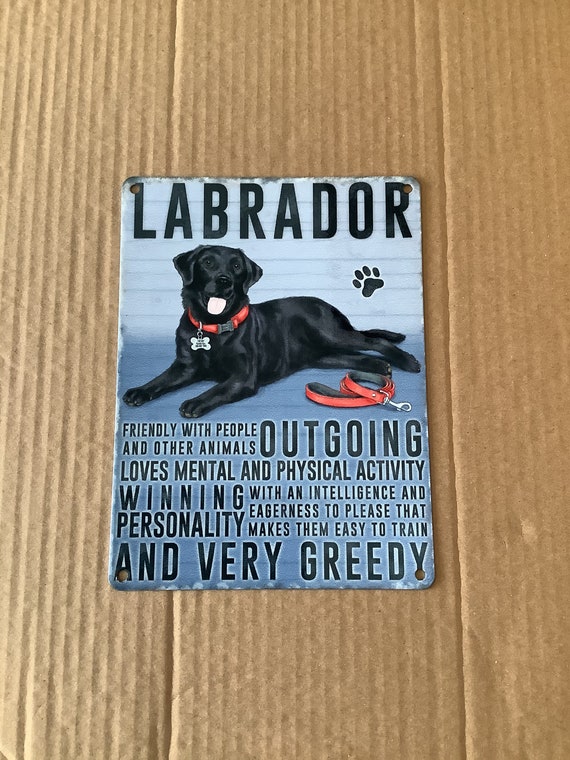 LABRADOR
FRIENDLY WITH PEOPLE
AND OTHER ANIMALS
OUTGOING
LOVES MENTAL AND PHYSICAL ACTIVITY
WINNING
PERSONALITY
WITH AN INTELLIGENCE AND
EAGERNESS TO PLEASE THAT
MAKES THEM EASY TO TRAIN
AND VERY GREEDY